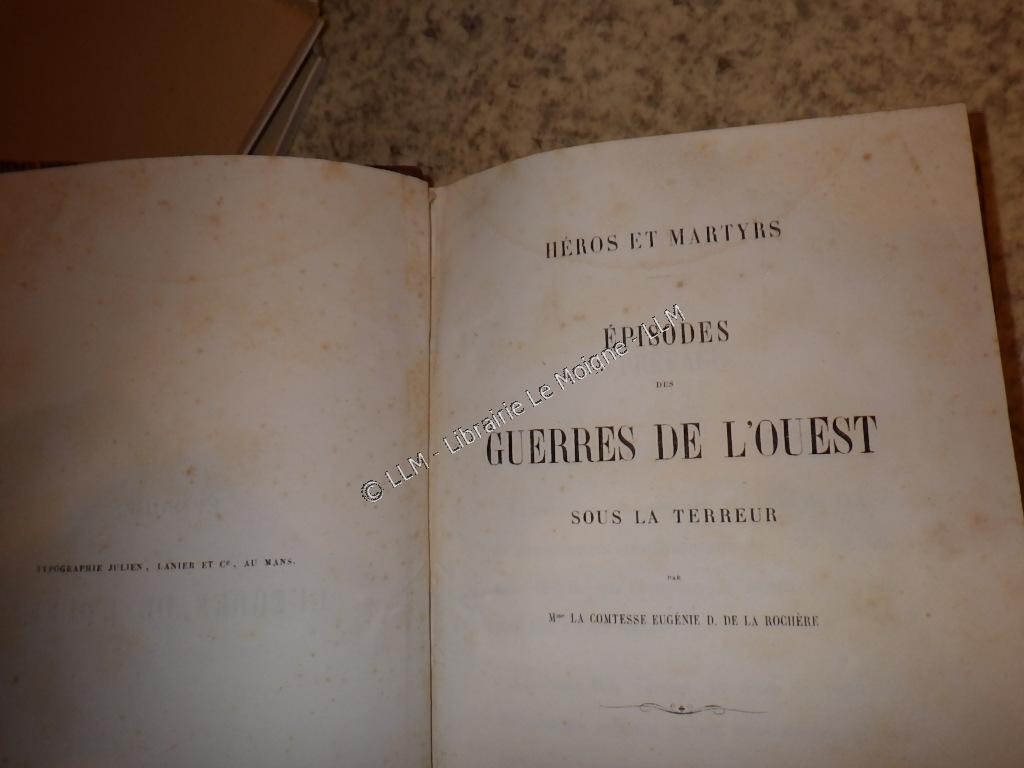 TYPOGRAPHIE JULIEN, LANIER ET Cⁱᵉ, AU MANS.
HÉROS ET MARTYRS
ÉPISODES
DES
GUERRES DE L'OUEST
SOUS LA TERREUR
PAR
Mᵐᵉ LA COMTESSE EUGÉNIE D. DE LA ROCHÈRE
© LLM - Librairie Le Moigne - LLM